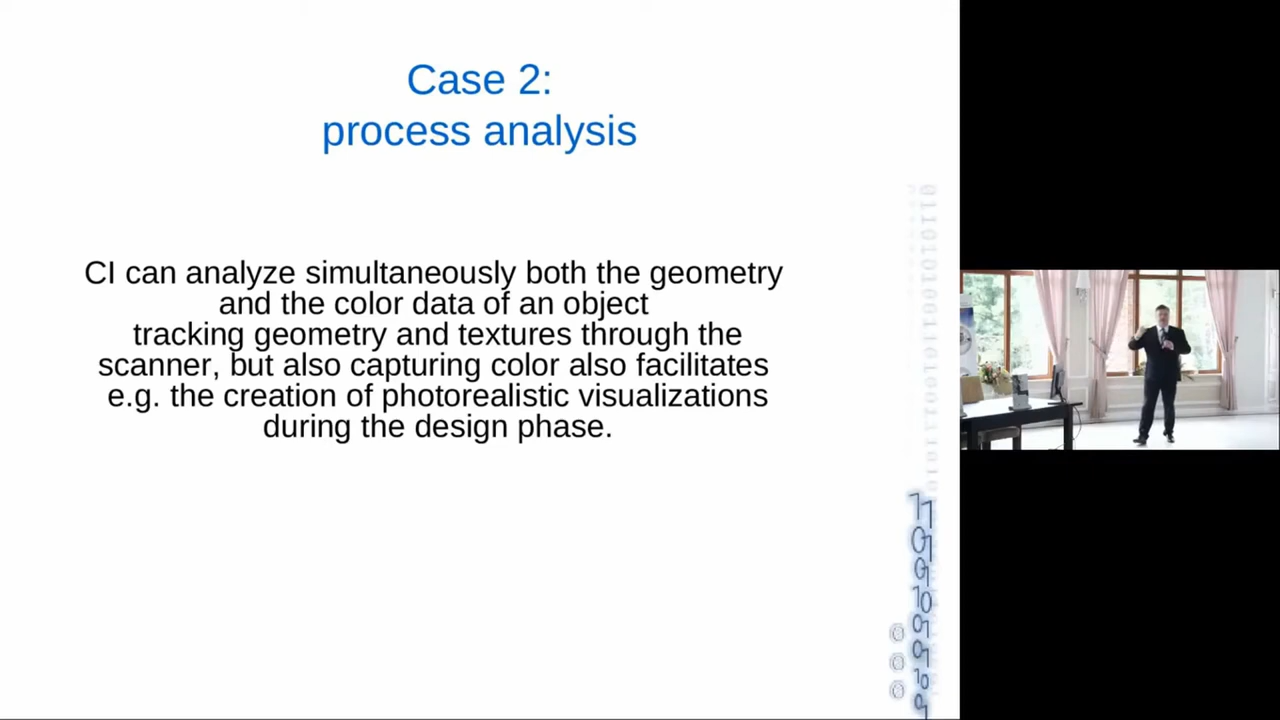 Case 2:
process analysis
CI can analyze simultaneously both the geometry
and the color data of an object
tracking geometry and textures through the
scanner, but also capturing color also facilitates
e.g. the creation of photorealistic visualizations
during the design phase.